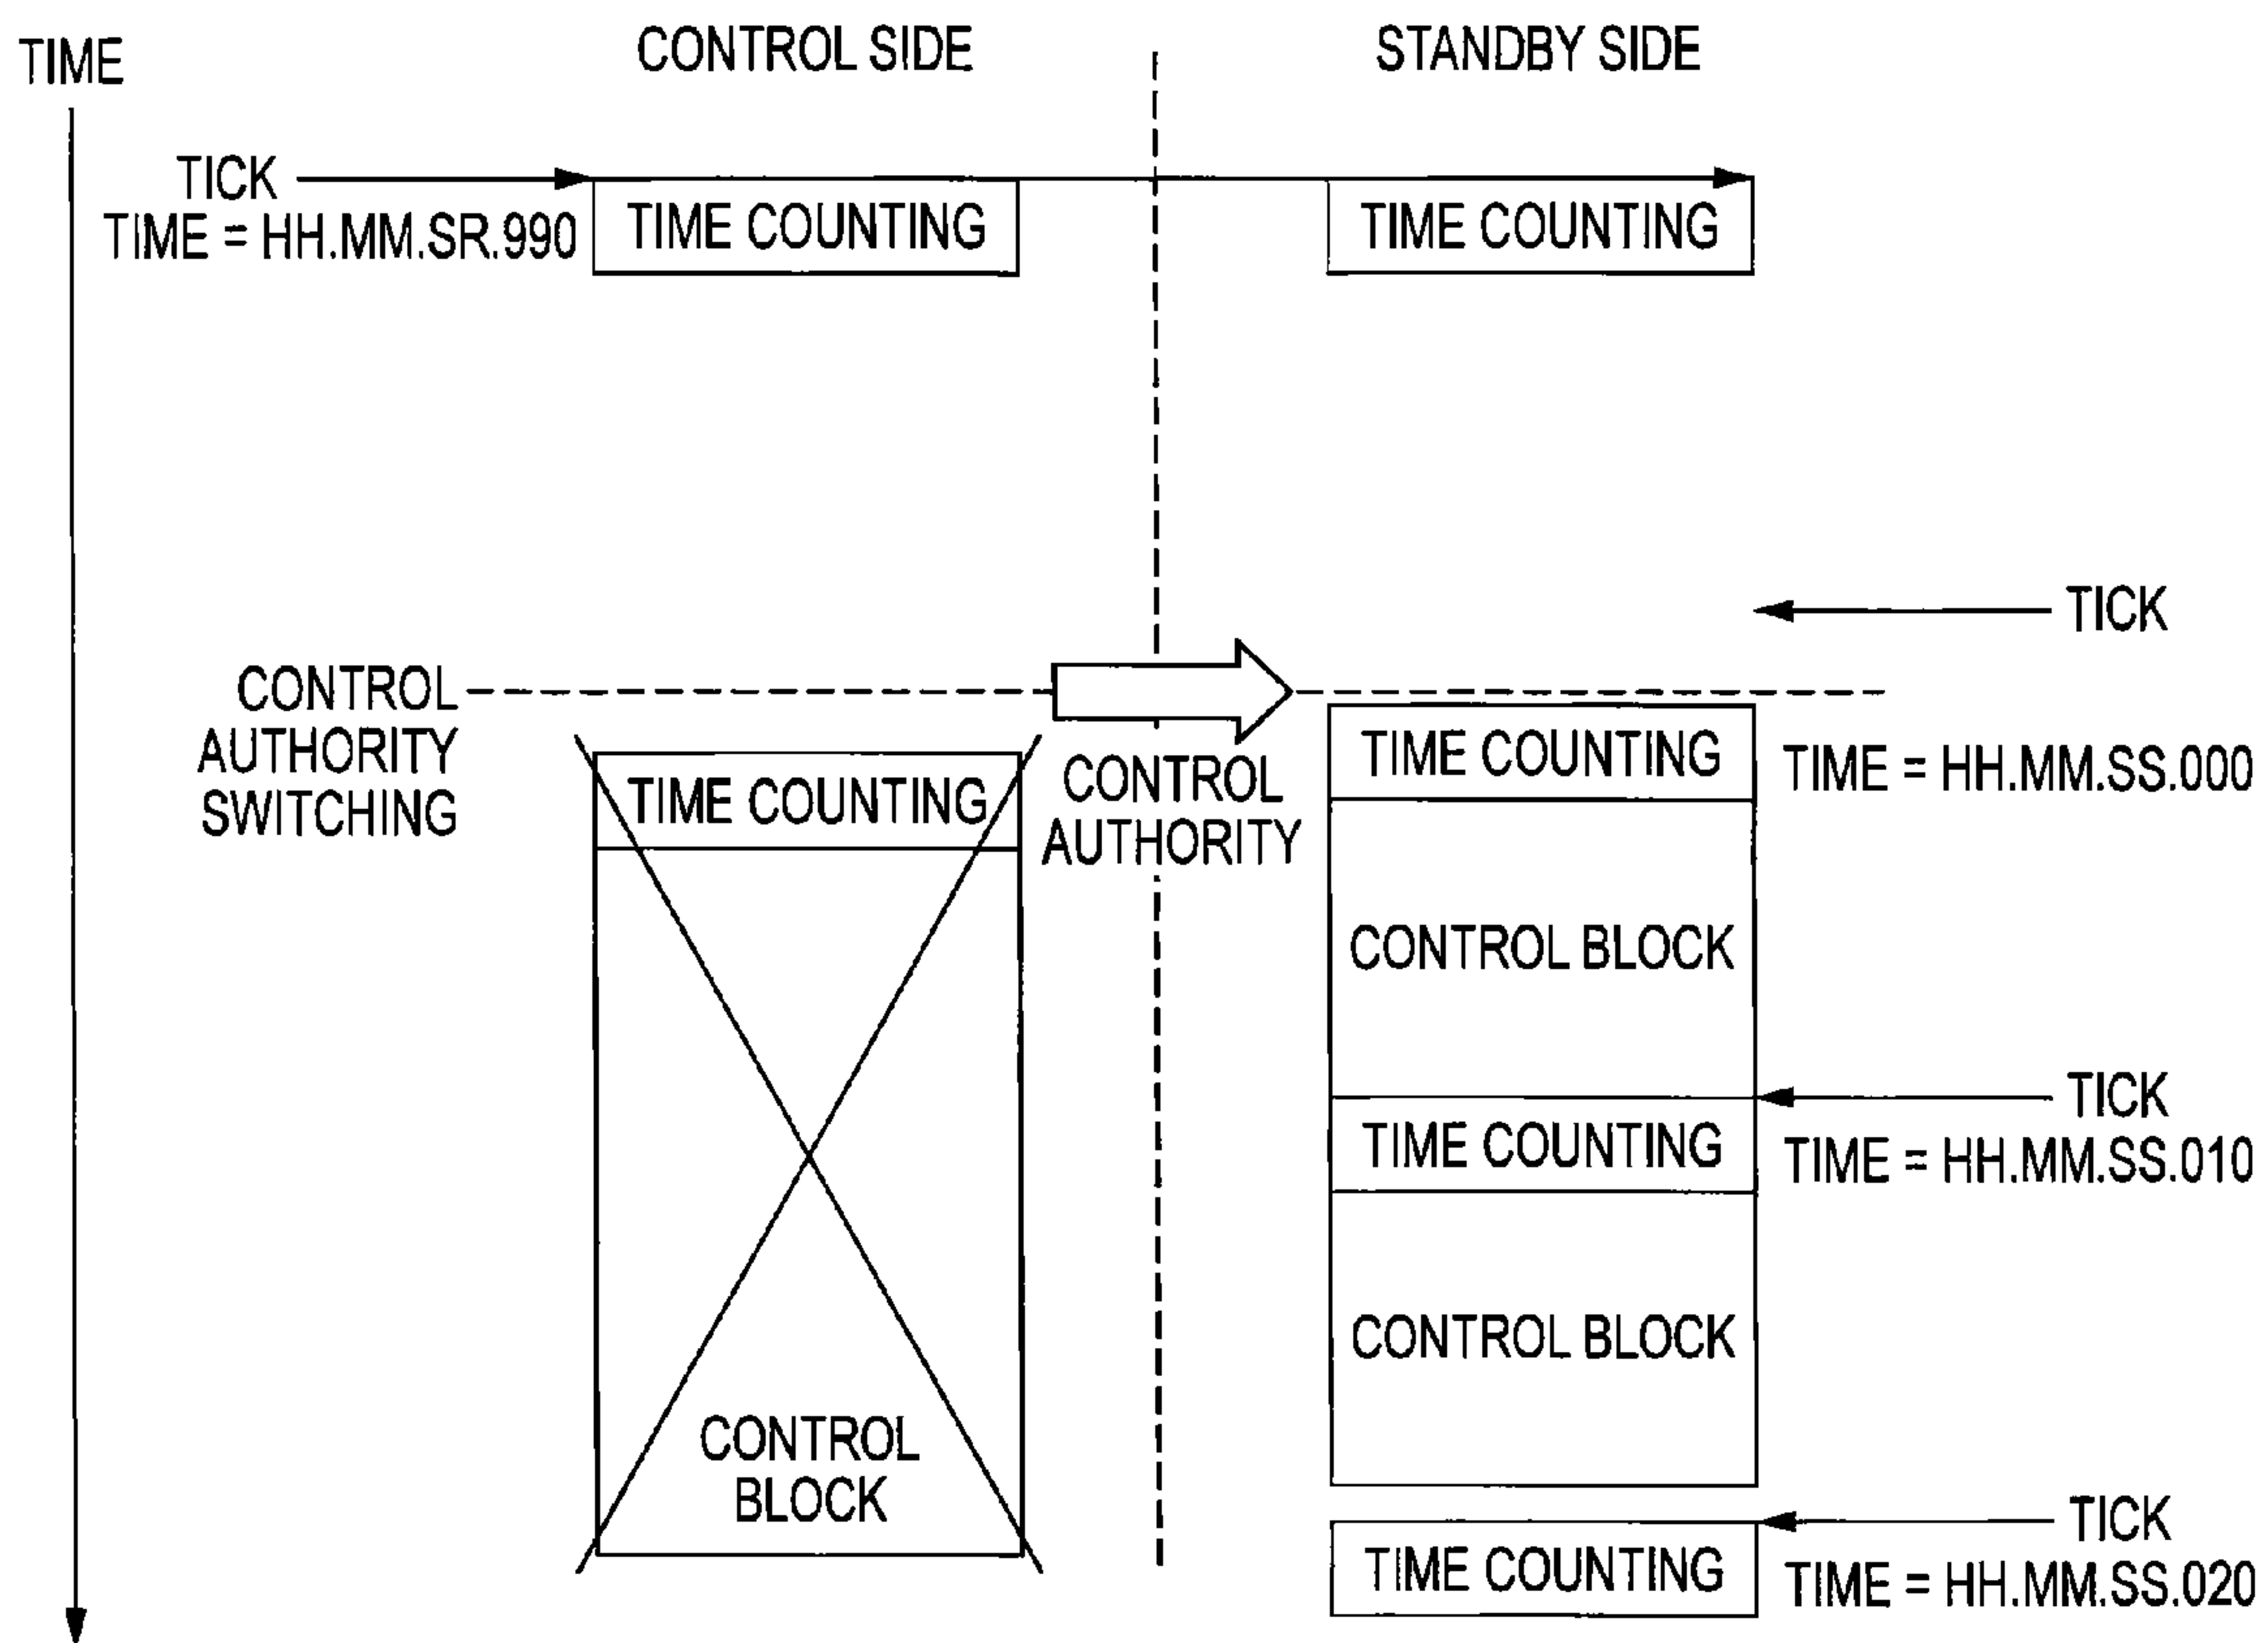 TIME
CONTROL SIDE
STANDBY SIDE
TICK
TIME = HH.MM.SR.990
TIME COUNTING
TIME COUNTING
TICK
CONTROL
AUTHORITY
SWITCHING
TIME COUNTING
CONTROL
AUTHORITY
TIME COUNTING
TIME = HH.MM.SS.000
CONTROL BLOCK
TICK
TIME COUNTING
TIME = HH.MM.SS.010
CONTROL BLOCK
CONTROL
BLOCK
TICK
TIME COUNTING
TIME = HH.MM.SS.020